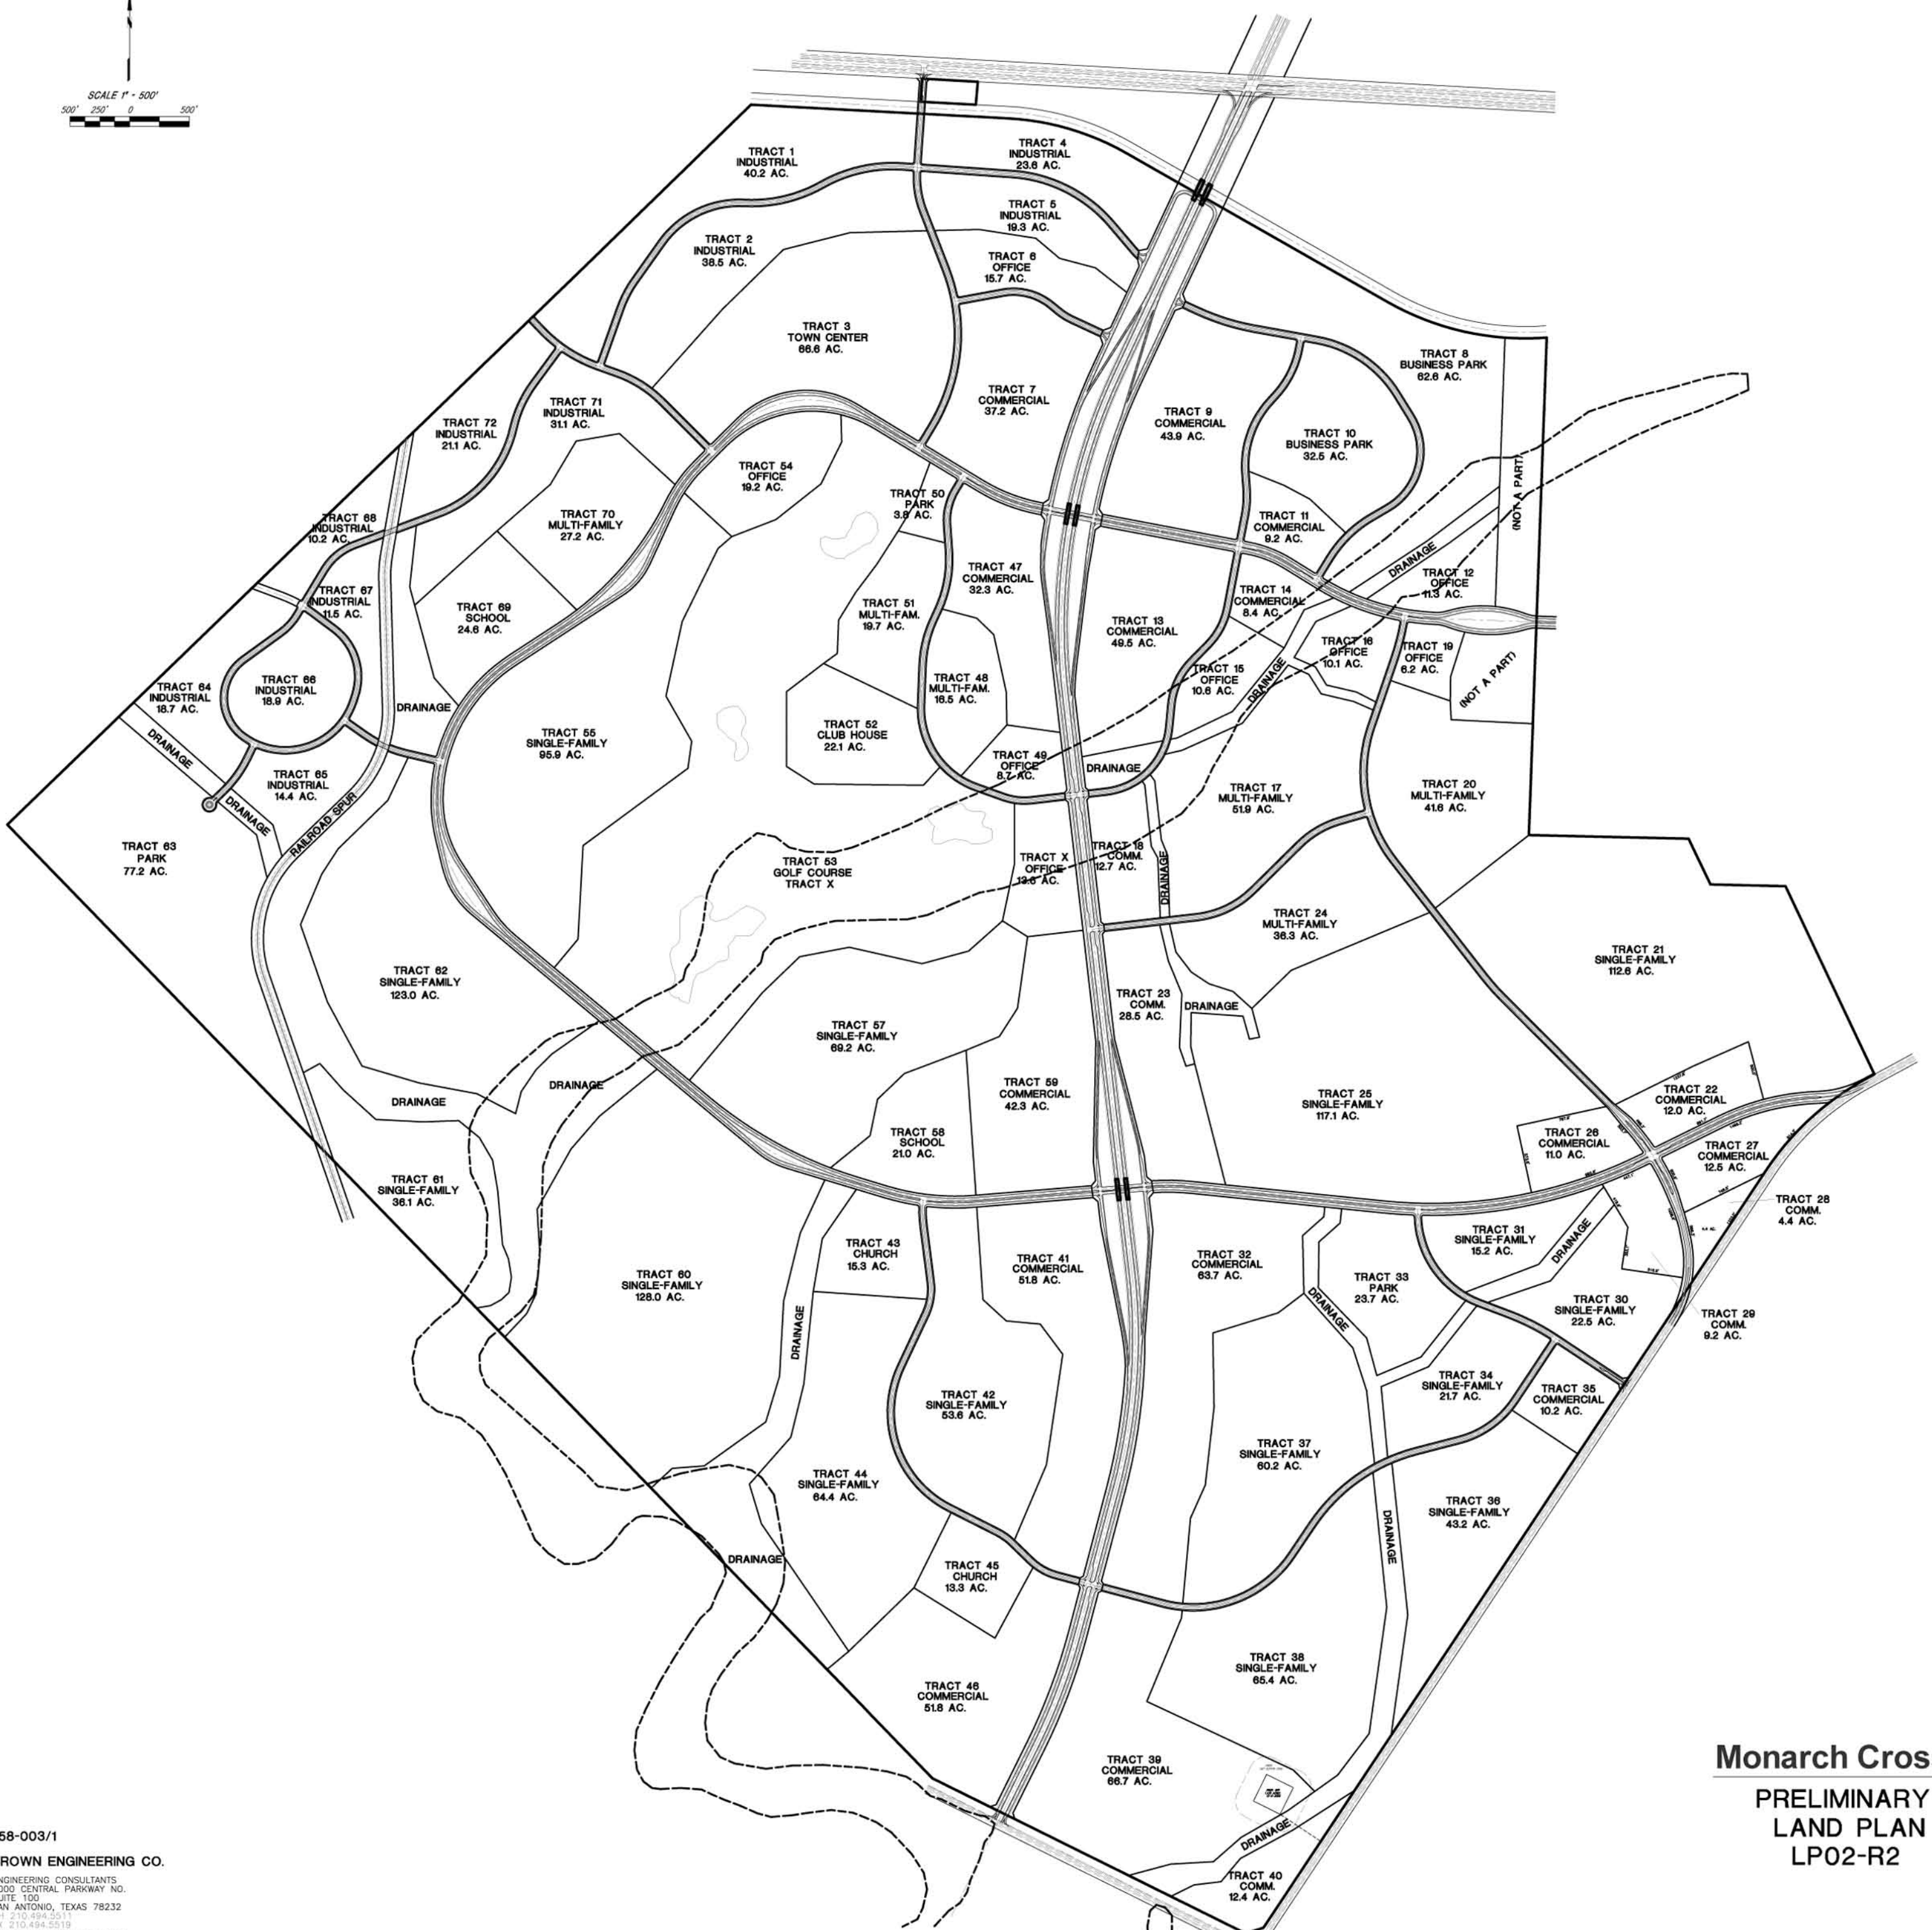 SCALE 1" - 500'
500' 250' 0 500'
TRACT 1
INDUSTRIAL
40.2 AC.
TRACT 4
INDUSTRIAL
23.6 AC.
TRACT 5
INDUSTRIAL
19.3 AC.
TRACT 2
INDUSTRIAL
38.5 AC.
TRACT 6
OFFICE
15.7 AC.
TRACT 3
TOWN CENTER
66.6 AC.
TRACT 8
BUSINESS PARK
62.6 AC.
TRACT 7
COMMERCIAL
37.2 AC.
TRACT 9
COMMERCIAL
43.9 AC.
TRACT 10
BUSINESS PARK
32.5 AC.
TRACT 71
INDUSTRIAL
31.1 AC.
TRACT 72
INDUSTRIAL
21.1 AC.
TRACT 54
OFFICE
19.2 AC.
TRACT 50
PARK
3.8 AC.
(NOT A PART)
TRACT 70
MULTI-FAMILY
27.2 AC.
TRACT 68
INDUSTRIAL
10.2 AC.
TRACT 11
COMMERCIAL
9.2 AC.
DRAINAGE
TRACT 12
OFFICE
11.3 AC.
TRACT 47
COMMERCIAL
32.3 AC.
TRACT 67
INDUSTRIAL
11.5 AC.
TRACT 69
SCHOOL
24.6 AC.
TRACT 51
MULTI-FAM.
19.7 AC.
TRACT 14
COMMERCIAL
8.4 AC.
TRACT 13
COMMERCIAL
49.5 AC.
TRACT 16
OFFICE
10.1 AC.
TRACT 19
OFFICE
6.2 AC.
(NOT A PART)
TRACT 15
OFFICE
10.6 AC.
DRAINAGE
TRACT 48
MULTI-FAM.
16.5 AC.
TRACT 66
INDUSTRIAL
18.9 AC.
TRACT 64
INDUSTRIAL
18.7 AC.
DRAINAGE
DRAINAGE
TRACT 55
SINGLE-FAMILY
95.9 AC.
TRACT 52
CLUB HOUSE
22.1 AC.
TRACT 49
OFFICE
8.7 AC.
DRAINAGE
TRACT 65
INDUSTRIAL
14.4 AC.
DRAINAGE
RAILROAD SPUR
TRACT 17
MULTI-FAMILY
51.9 AC.
TRACT 20
MULTI-FAMILY
41.6 AC.
TRACT 63
PARK
77.2 AC.
TRACT 53
GOLF COURSE
TRACT X
TRACT X
OFFICE
13.6 AC.
TRACT 18
COMM.
12.7 AC.
DRAINAGE
TRACT 24
MULTI-FAMILY
36.3 AC.
TRACT 21
SINGLE-FAMILY
112.6 AC.
TRACT 62
SINGLE-FAMILY
123.0 AC.
TRACT 23
COMM.
28.5 AC.
DRAINAGE
TRACT 57
SINGLE-FAMILY
69.2 AC.
DRAINAGE
DRAINAGE
TRACT 59
COMMERCIAL
42.3 AC.
TRACT 25
SINGLE-FAMILY
117.1 AC.
TRACT 22
COMMERCIAL
12.0 AC.
TRACT 58
SCHOOL
21.0 AC.
TRACT 26
COMMERCIAL
11.0 AC.
TRACT 27
COMMERCIAL
12.5 AC.
TRACT 61
SINGLE-FAMILY
36.1 AC.
TRACT 28
COMM.
4.4 AC.
TRACT 43
CHURCH
15.3 AC.
TRACT 41
COMMERCIAL
51.8 AC.
TRACT 32
COMMERCIAL
63.7 AC.
TRACT 31
SINGLE-FAMILY
15.2 AC.
DRAINAGE
TRACT 60
SINGLE-FAMILY
128.0 AC.
TRACT 33
PARK
23.7 AC.
DRAINAGE
DRAINAGE
TRACT 30
SINGLE-FAMILY
22.5 AC.
TRACT 29
COMM.
9.2 AC.
TRACT 42
SINGLE-FAMILY
53.6 AC.
TRACT 34
SINGLE-FAMILY
21.7 AC.
TRACT 35
COMMERCIAL
10.2 AC.
TRACT 37
SINGLE-FAMILY
60.2 AC.
TRACT 44
SINGLE-FAMILY
64.4 AC.
TRACT 36
SINGLE-FAMILY
43.2 AC.
DRAINAGE
DRAINAGE
TRACT 45
CHURCH
13.3 AC.
TRACT 38
SINGLE-FAMILY
65.4 AC.
TRACT 46
COMMERCIAL
51.8 AC.
TRACT 39
COMMERCIAL
66.7 AC.
DRAINAGE
TRACT 40
COMM.
12.4 AC.
Monarch Cros
PRELIMINARY
LAND PLAN
LP02-R2
58-003/1
ROWN ENGINEERING CO.
NGINEERING CONSULTANTS
000 CENTRAL PARKWAY NO.
UITE 100
AN ANTONIO, TEXAS 78232
210.494.5511
210.494.5519